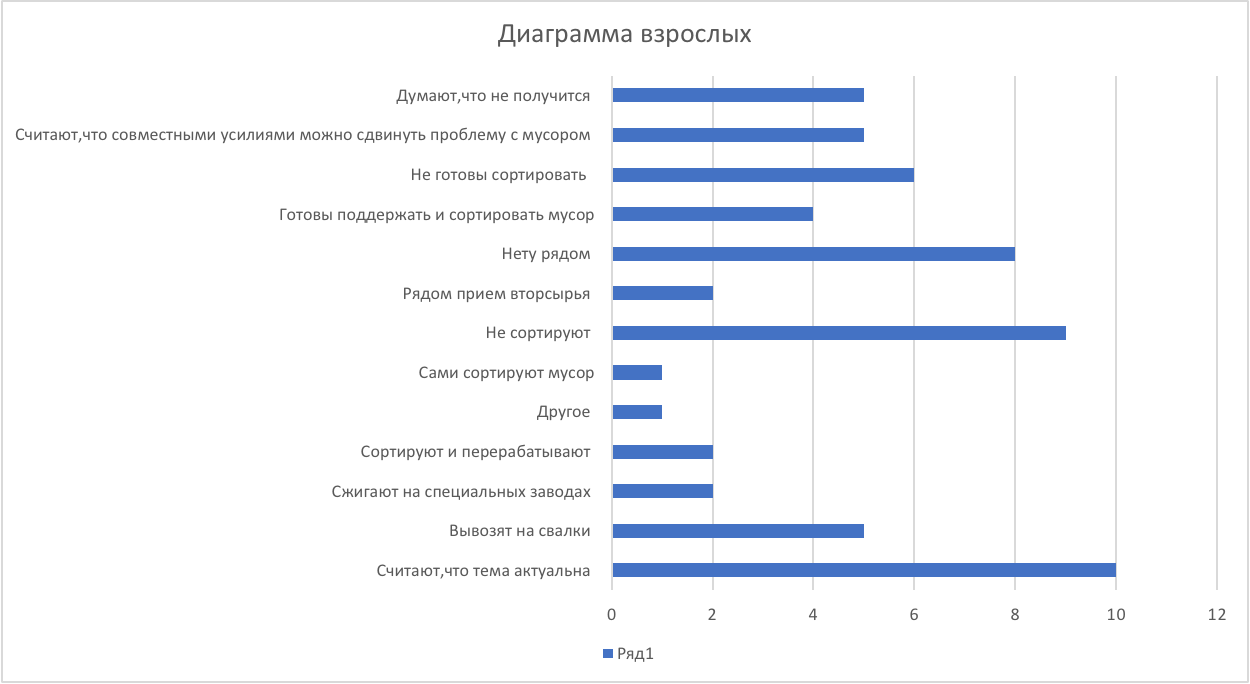 Диаграмма взрослых
Думают,что не получится
Считают,что совместными усилиями можно сдвинуть проблему с мусором
Не готовы сортировать
Готовы поддержать и сортировать мусор
Нету рядом
Рядом прием вторсырья
Не сортируют
Сами сортируют мусор
Другое
Сортируют и перерабатывают
Сжигают на специальных заводах
Вывозят на свалки
Считают,что тема актуальна
0 2 4 6 8 10 12
Ряд1